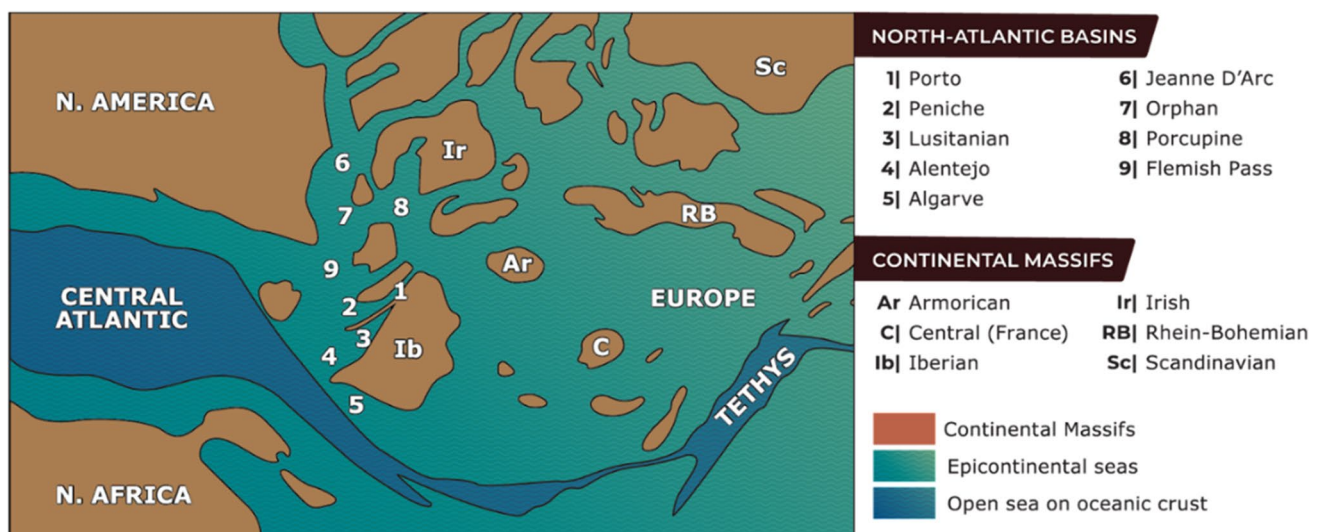 N. AMERICA
Sc
Ir
6
7
8
RB
9
Ar
CENTRAL
ATLANTIC
1
2
3
4
Ib
EUROPE
C
TETHYS
5
N. AFRICA
NORTH-ATLANTIC BASINS
1| Porto
2| Peniche
3| Lusitanian
4| Alentejo
5| Algarve
6| Jeanne D’Arc
7| Orphan
8| Porcupine
9| Flemish Pass
CONTINENTAL MASSIFS
Ar| Armorican
C| Central (France)
Ib| Iberian
Ir| Irish
RB| Rhein-Bohemian
Sc| Scandinavian
Continental Massifs
Epicontinental seas
Open sea on oceanic crust